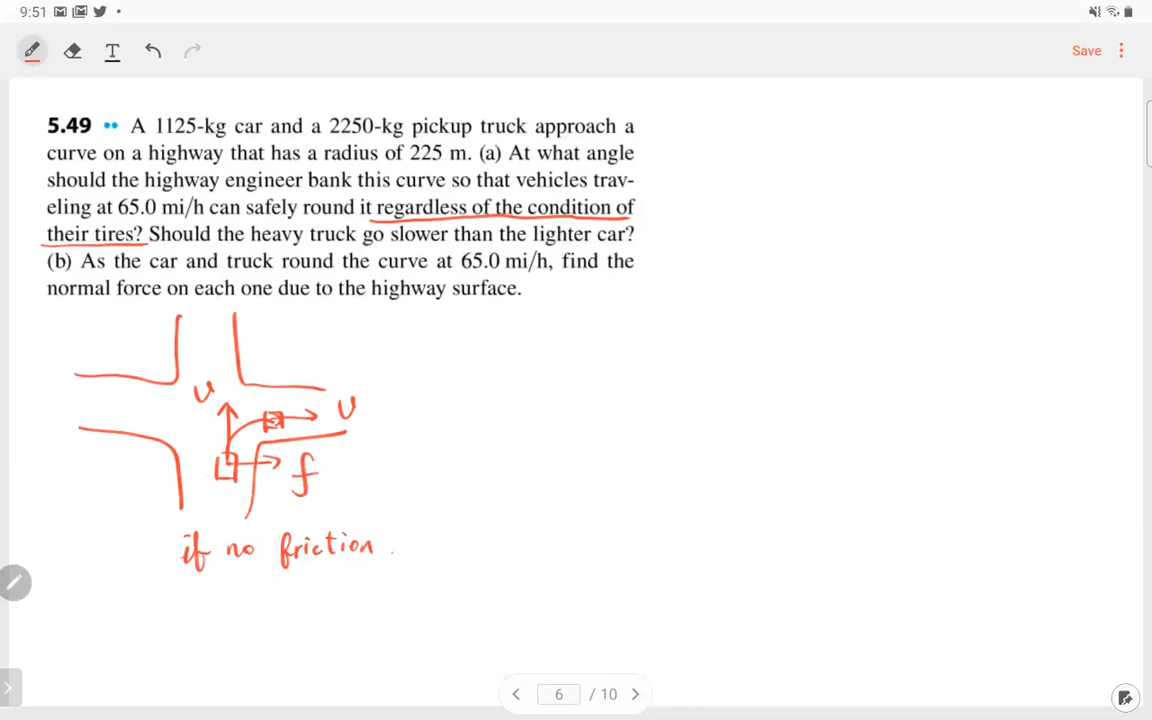 9:51
T
Save
5.49 •• A 1125-kg car and a 2250-kg pickup truck approach a
curve on a highway that has a radius of 225 m. (a) At what angle
should the highway engineer bank this curve so that vehicles trav-
eling at 65.0 mi/h can safely round it regardless of the condition of
their tires? Should the heavy truck go slower than the lighter car?
(b) As the car and truck round the curve at 65.0 mi/h, find the
normal force on each one due to the highway surface.
v
v
f
if no friction
6 / 10